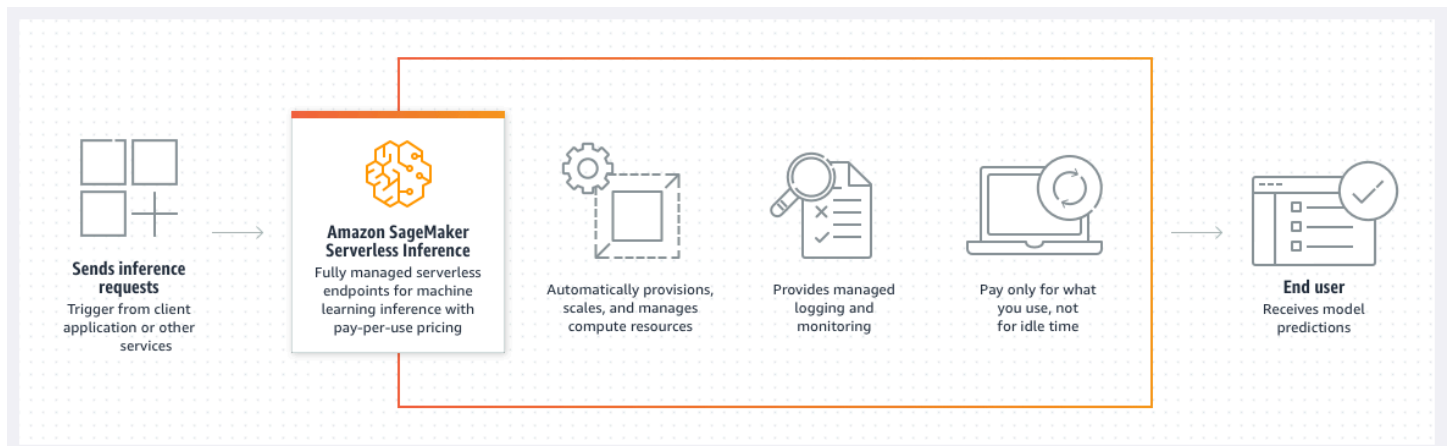 Sends inference
requests
Trigger from client
application or other
services
Amazon SageMaker
Serverless Inference
Fully managed serverless
endpoints for machine
learning inference with
pay-per-use pricing
Automatically provisions,
scales, and manages
compute resources
Provides managed
logging and
monitoring
Pay only for what
you use, not
for idle time
End user
Receives model
predictions